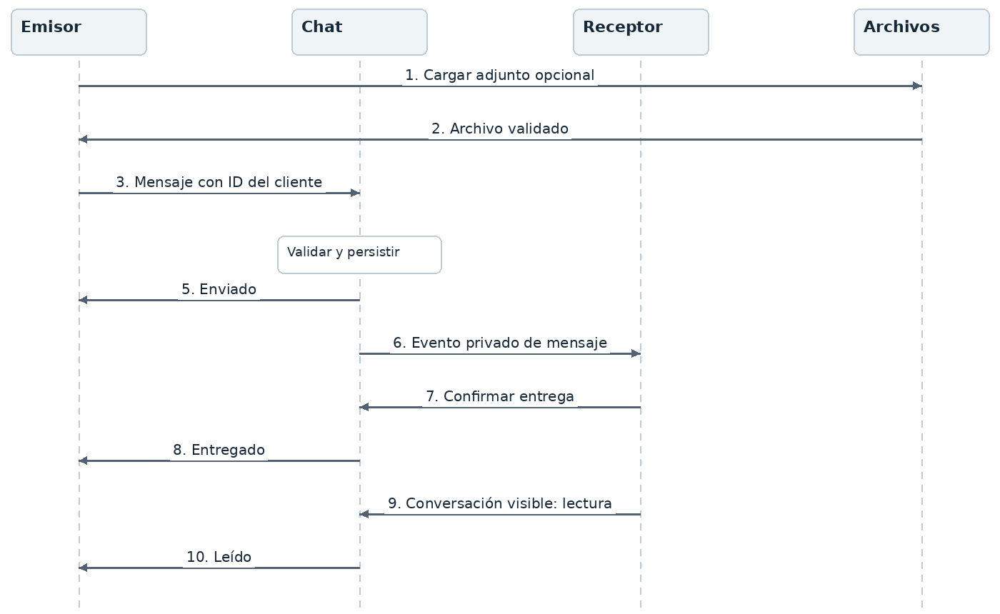 Emisor
Chat
Receptor
Archivos
1. Cargar adjunto opcional
2. Archivo validado
3. Mensaje con ID del cliente
Validar y persistir
5. Enviado
6. Evento privado de mensaje
7. Confirmar entrega
8. Entregado
9. Conversación visible: lectura
10. Leído